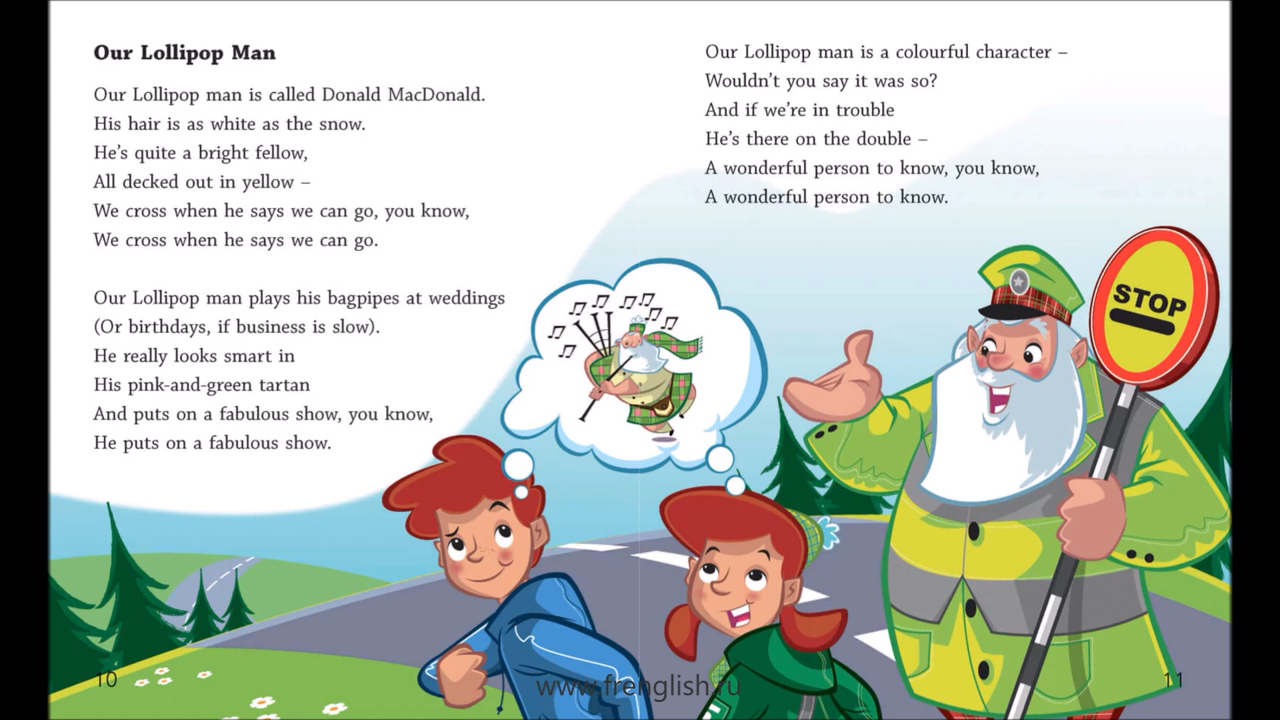 Our Lollipop Man
Our Lollipop man is called Donald MacDonald.
His hair is as white as the snow.
He's quite a bright fellow,
All decked out in yellow –
We cross when he says we can go, you know,
We cross when he says we can go.
Our Lollipop man plays his bagpipes at weddings
(Or birthdays, if business is slow).
He really looks smart in
His pink-and-green tartan
And puts on a fabulous show, you know,
He puts on a fabulous show.
10
Our Lollipop man is a colourful character –
Wouldn't you say it was so?
And if we're in trouble
He's there on the double –
A wonderful person to know, you know,
A wonderful person to know.
STOP
www.frenglish.ru
11